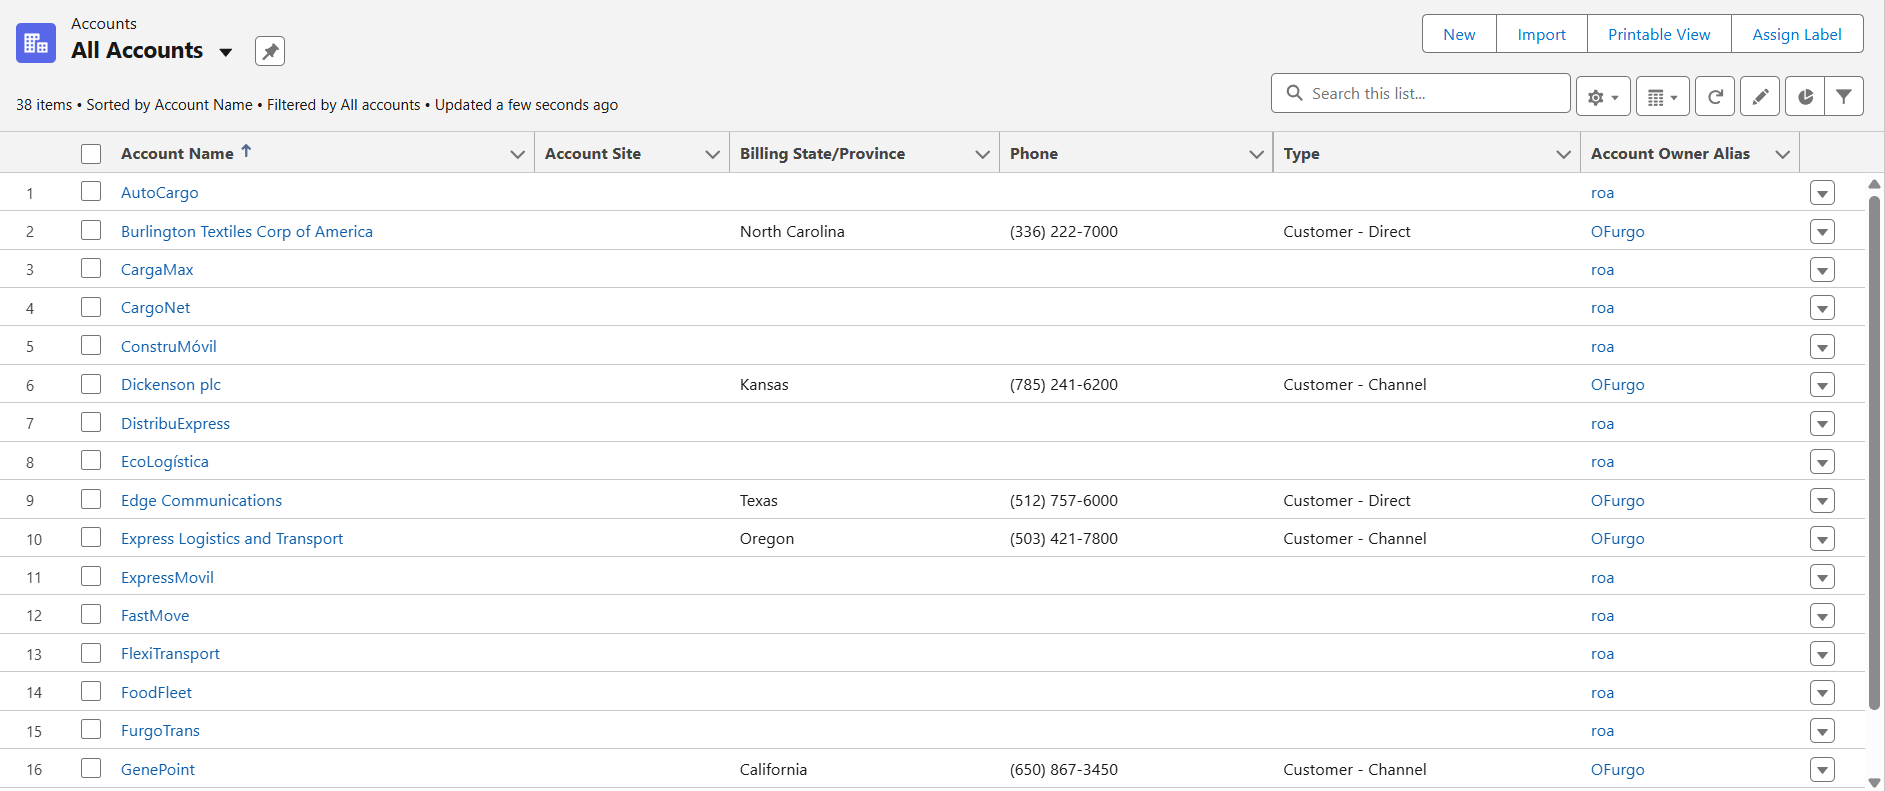 Accounts
All Accounts
New Import Printable View Assign Label
38 items • Sorted by Account Name • Filtered by All accounts • Updated a few seconds ago
Search this list...
Account Name Account Site Billing State/Province Phone Type Account Owner Alias
1 AutoCargo roa
2 Burlington Textiles Corp of America North Carolina (336) 222-7000 Customer - Direct OFurgo
3 CargaMax roa
4 CargoNet roa
5 ConstruMóvil roa
6 Dickenson plc Kansas (785) 241-6200 Customer - Channel OFurgo
7 DistribuExpress roa
8 EcoLogística roa
9 Edge Communications Texas (512) 757-6000 Customer - Direct OFurgo
10 Express Logistics and Transport Oregon (503) 421-7800 Customer - Channel OFurgo
11 ExpressMovil roa
12 FastMove roa
13 FlexiTransport roa
14 FoodFleet roa
15 FurgoTrans roa
16 GenePoint California (650) 867-3450 Customer - Channel OFurgo